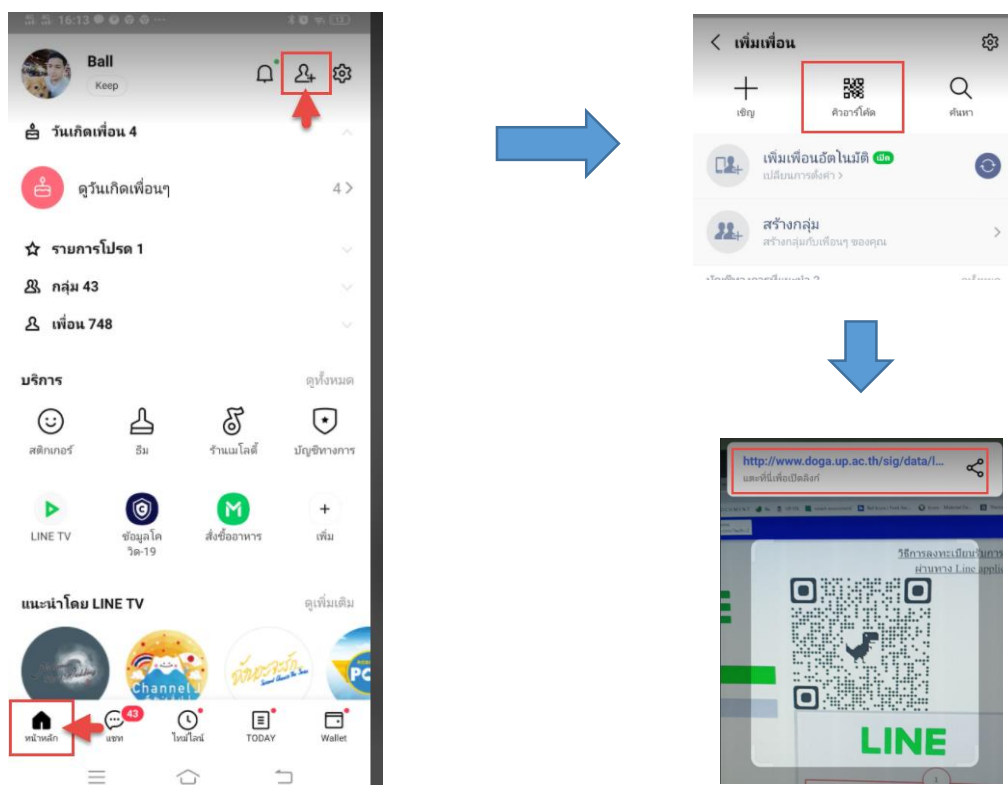 16:13
Ball
Keep
วันเกิดเพื่อน 4
ดูวันเกิดเพื่อนๆ
4
รายการโปรด 1
กลุ่ม 43
เพื่อน 748
บริการ
ดูทั้งหมด
สติกเกอร์
ธีม
ร้านเมโลดี้
บัญชีทางการ
LINE TV
ข้อมูลโควิด-19
สั่งซื้ออาหาร
เพิ่ม
แนะนำโดย LINE TV
ดูเพิ่มเติม
Channel
PC
หน้าหลัก
43
แชท
ไทม์ไลน์
TODAY
Wallet
เพิ่มเพื่อน
เชิญ
คิวอาร์โค้ด
ค้นหา
เพิ่มเพื่อนอัตโนมัติ เปิด
เปลี่ยนการตั้งค่า >
สร้างกลุ่ม
สร้างกลุ่มกับเพื่อนๆ ของคุณ
http://www.doga.up.ac.th/sig/data/l...
แตะที่นี่เพื่อเปิดลิงก์
วิธีการลงทะเบียนรับการ
ผ่านทาง Line applic
LINE
1